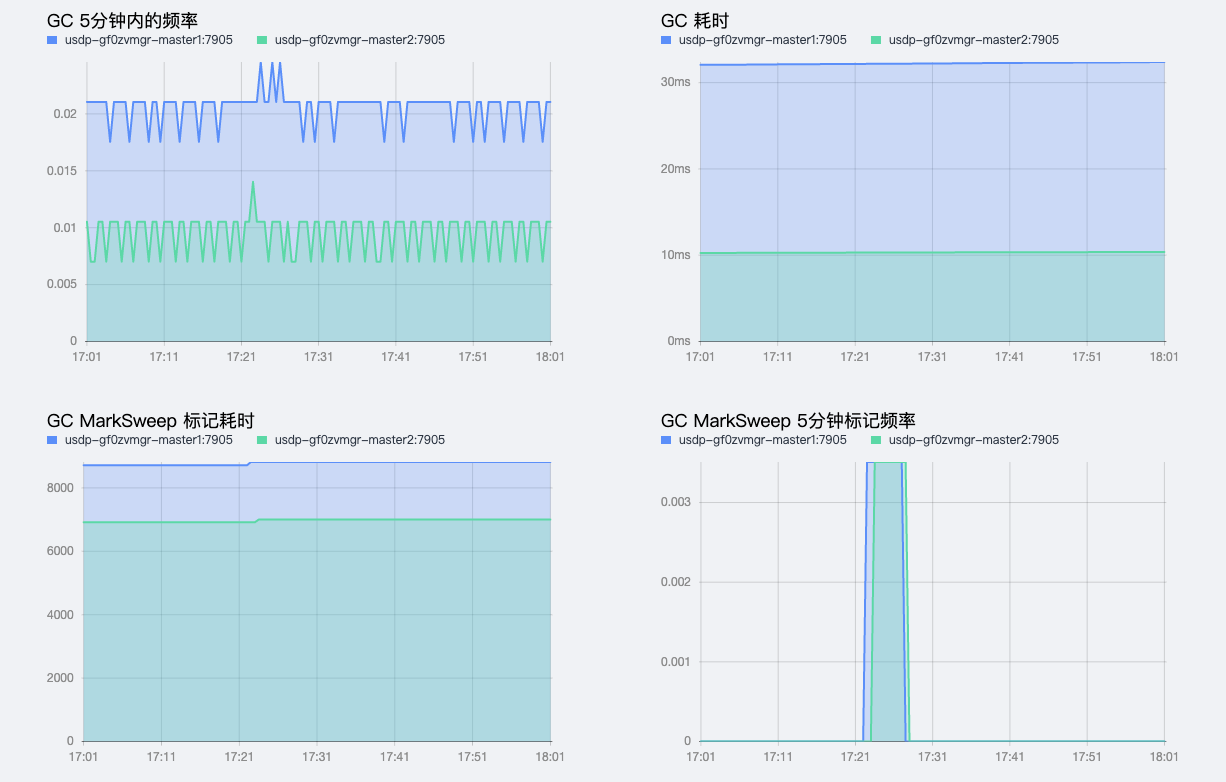 GC 5分钟内的频率
usdp-gf0zvmgr-master1:7905 usdp-gf0zvmgr-master2:7905
0.02
0.015
0.01
0.005
0
17:01 17:11 17:21 17:31 17:41 17:51 18:01
GC 耗时
usdp-gf0zvmgr-master1:7905 usdp-gf0zvmgr-master2:7905
30ms
20ms
10ms
0ms
17:01 17:11 17:21 17:31 17:41 17:51 18:01
GC MarkSweep 标记耗时
usdp-gf0zvmgr-master1:7905 usdp-gf0zvmgr-master2:7905
8000
6000
4000
2000
0
17:01 17:11 17:21 17:31 17:41 17:51 18:01
GC MarkSweep 5分钟标记频率
usdp-gf0zvmgr-master1:7905 usdp-gf0zvmgr-master2:7905
0.003
0.002
0.001
0
17:01 17:11 17:21 17:31 17:41 17:51 18:01